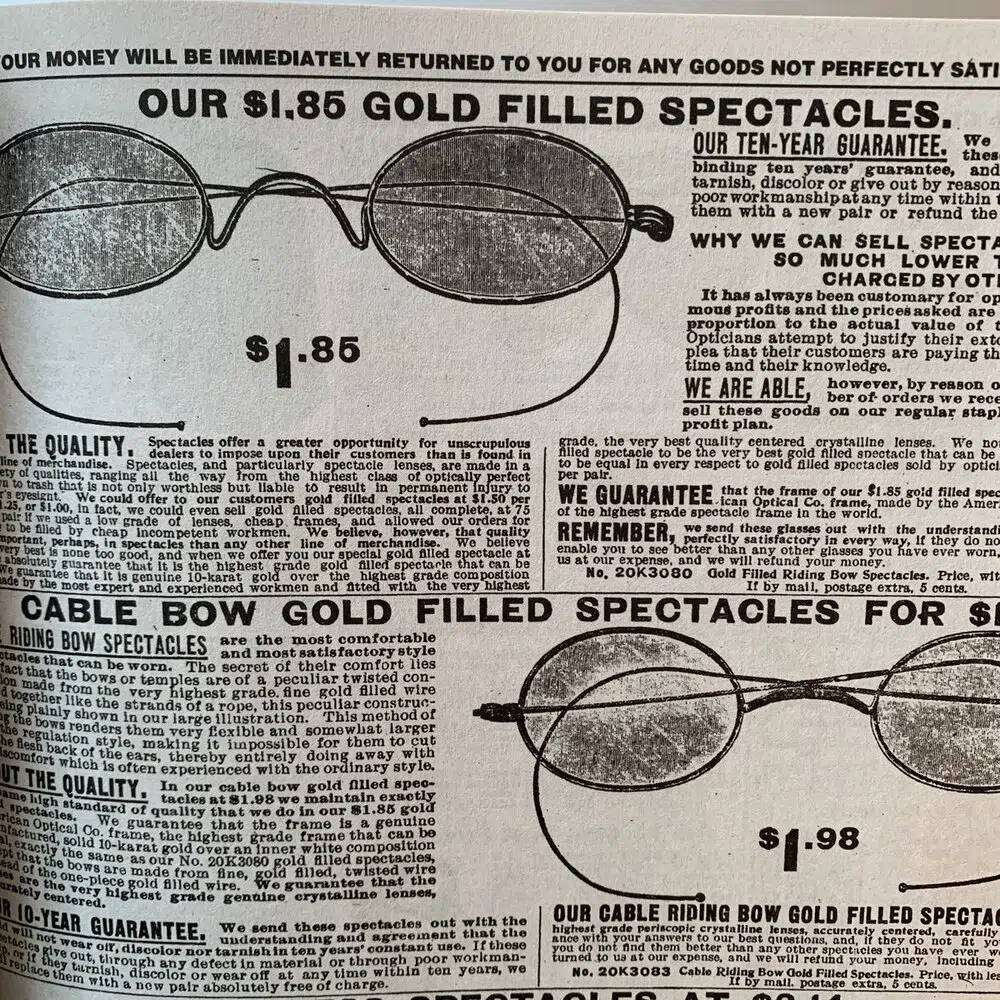 OUR MONEY WILL BE IMMEDIATELY RETURNED TO YOU FOR ANY GOODS NOT PERFECTLY SATI
OUR $1.85 GOLD FILLED SPECTACLES.
OUR TEN-YEAR GUARANTEE. We
these
binding ten years' guarantee, and
tarnish, discolor or give out by reason
poor workmanship at any time within
them with a new pair or refund the
WHY WE CAN SELL SPECTA
SO MUCH LOWER T
CHARGED BY OT
It has always been customary for op
mous profits and the prices asked are
proportion to the actual value of t
Opticians attempt to justify their exto
plea that their customers are paying th
time and their knowledge.
WE ARE ABLE, however, by reason o
ber of orders we rece
sell these goods on our regular stap
profit plan.
$1.85
THE QUALITY. Spectacles offer a greater opportunity for unscrupulous
dealers to impose upon their customers than is found in
line of merchandise. Spectacles, and particularly spectacle lenses, are made in a
ety of qualities, ranging all the way from the highest class of optically perfect
n to trash that is not only worthless but liable to result in permanent injury to
r's eyesight. We could offer to our customers gold filled spectacles at $1.50 per
1.25, or $1.00, in fact, we could even sell gold filled spectacles, all complete, at 75
pair if we used a low grade of lenses, cheap frames, and allowed our orders for
to be filled by cheap incompetent workmen. We believe, however, that quality
mportant, perhaps, in spectacles than any other line of merchandise. We believe
very best is none too good, and when we offer you our special gold filled spectacle at
absolutely guarantee that it is the highest grade gold filled spectacle that can be
We guarantee that it is genuine 10-karat gold over the highest grade composition
ade by the most expert and experienced workmen and fitted with the very highest
grade, the very best quality centered crystalline lenses. We no
filled spectacle to be the very best gold filled spectacle that can be
to be equal in every respect to gold filled spectacles sold by optic
per pair.
WE GUARANTEE that the frame of our $1.85 gold filled spec
ican Optical Co. frame, made by the Amer
of the highest grade spectacle frame in the world.
REMEMBER, we send these glasses out with the understandi
perfectly satisfactory in every way, if they do no
enable you to see better than any other glasses you have ever worn,
us at our expense, and we will refund your money.
No. 20K3080 Gold Filled Riding Bow Spectacles. Price, wit
If by mail, postage extra, 5 cents.
CABLE BOW GOLD FILLED SPECTACLES FOR $
RIDING BOW SPECTACLES are the most comfortable
and most satisfactory style
ctacles that can be worn. The secret of their comfort lies
fact that the bows or temples are of a peculiar twisted con-
ion made from the very highest grade, fine gold filled wire
d together like the strands of a rope, this peculiar construc-
eing plainly shown in our large illustration. This method of
g the bows renders them very flexible and somewhat larger
the regulation style, making it impossible for them to cut
he flesh back of the ears, thereby entirely doing away with
scomfort which is often experienced with the ordinary style.
UT THE QUALITY. In our cable bow gold filled spec-
tacles at $1.98 we maintain exactly
ame high standard of quality that we do in our $1.85 gold
spectacles. We guarantee that the frame is a genuine
rican Optical Co. frame, the highest grade frame that can be
ufactured, solid 10-karat gold over an inner white composition
al, exactly the same as our No. 20K3080 gold filled spectacles,
pt that the bows are made from fine, gold filled, twisted wire
ead of the one-piece gold filled wire. We guarantee that the
es are the very highest grade genuine crystalline lenses,
urately centered.
$1.98
R 10-YEAR GUARANTEE. We send these spectacles out with the
understanding and agreement that the
d will not wear off, discolor nor tarnish in ten years' constant use. If these
ectacles give out, through any defect in material or through poor workman-
or if they tarnish, discolor or wear off at any time within ten years, we
replace them with a new pair absolutely free of charge.
OUR CABLE RIDING BOW GOLD FILLED SPECTAC
highest grade periscopic crystalline lenses, accurately centered, carefully
ance with your answers to our best questions, and, if they do not fit yo
you do not find them better than any other spectacles you have ever w
turned to us at our expense, and we will refund your money, including
No. 20K3083 Cable Riding Bow Gold Filled Spectacles. Price, with le
If by mail, postage extra, 5 cents.
SPECTACLES AT